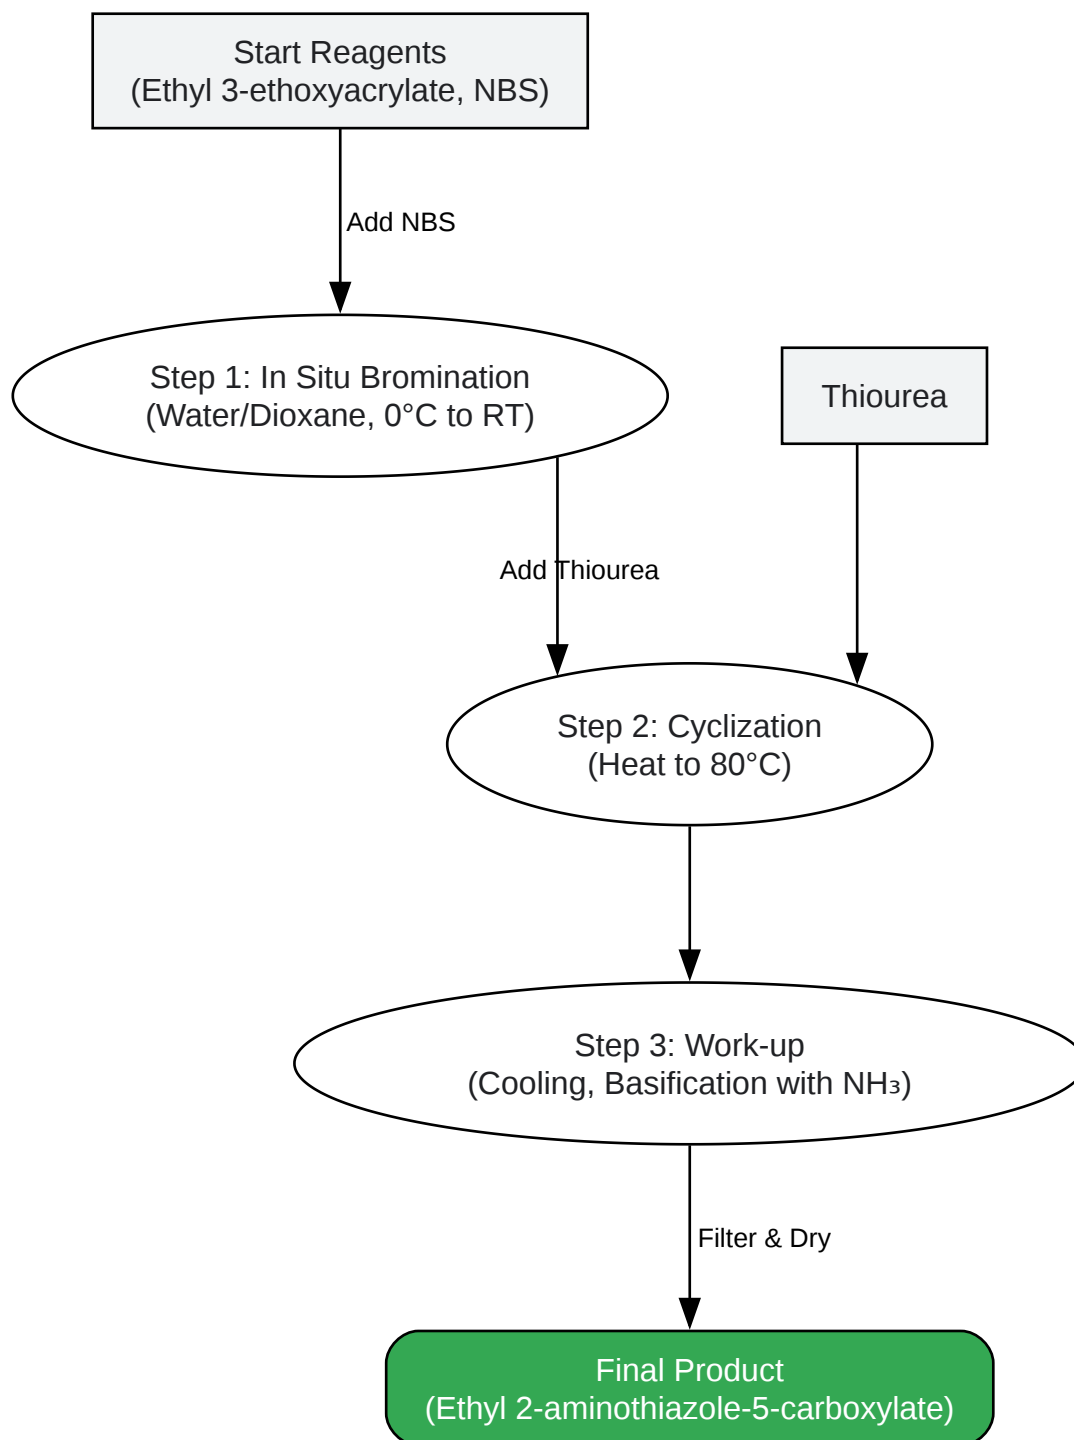 Start Reagents
(Ethyl 3-ethoxyacrylate, NBS)
Add NBS
Step 1: In Situ Bromination
(Water/Dioxane, 0°C to RT)
Thiourea
Add Thiourea
Step 2: Cyclization
(Heat to 80°C)
Step 3: Work-up
(Cooling, Basification with NH₃)
Filter & Dry
Final Product
(Ethyl 2-aminothiazole-5-carboxylate)